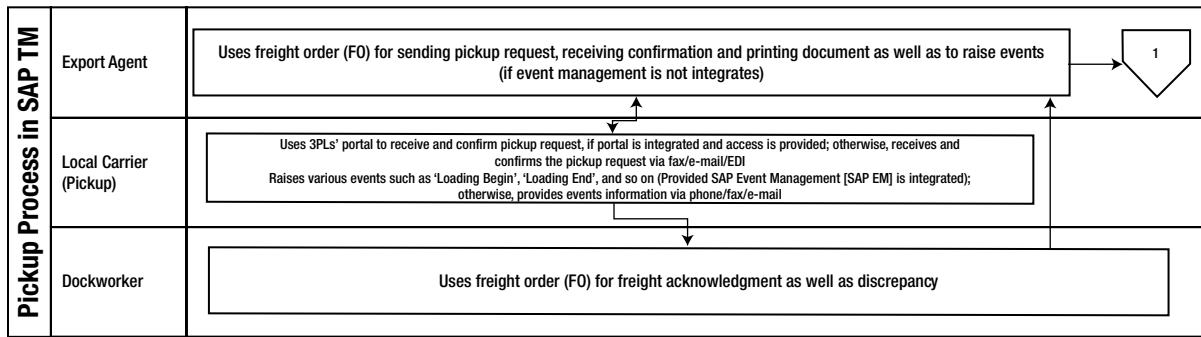 Pickup Process in SAP TM
Export Agent
Uses freight order (FO) for sending pickup request, receiving confirmation and printing document as well as to raise events
(if event management is not integrates)
1
Local Carrier
(Pickup)
Uses 3PLs' portal to receive and confirm pickup request, if portal is integrated and access is provided; otherwise, receives and
confirms the pickup request via fax/e-mail/EDI
Raises various events such as ‘Loading Begin’, ‘Loading End’, and so on (Provided SAP Event Management [SAP EM] is integrated);
otherwise, provides events information via phone/fax/e-mail
Dockworker
Uses freight order (FO) for freight acknowledgment as well as discrepancy